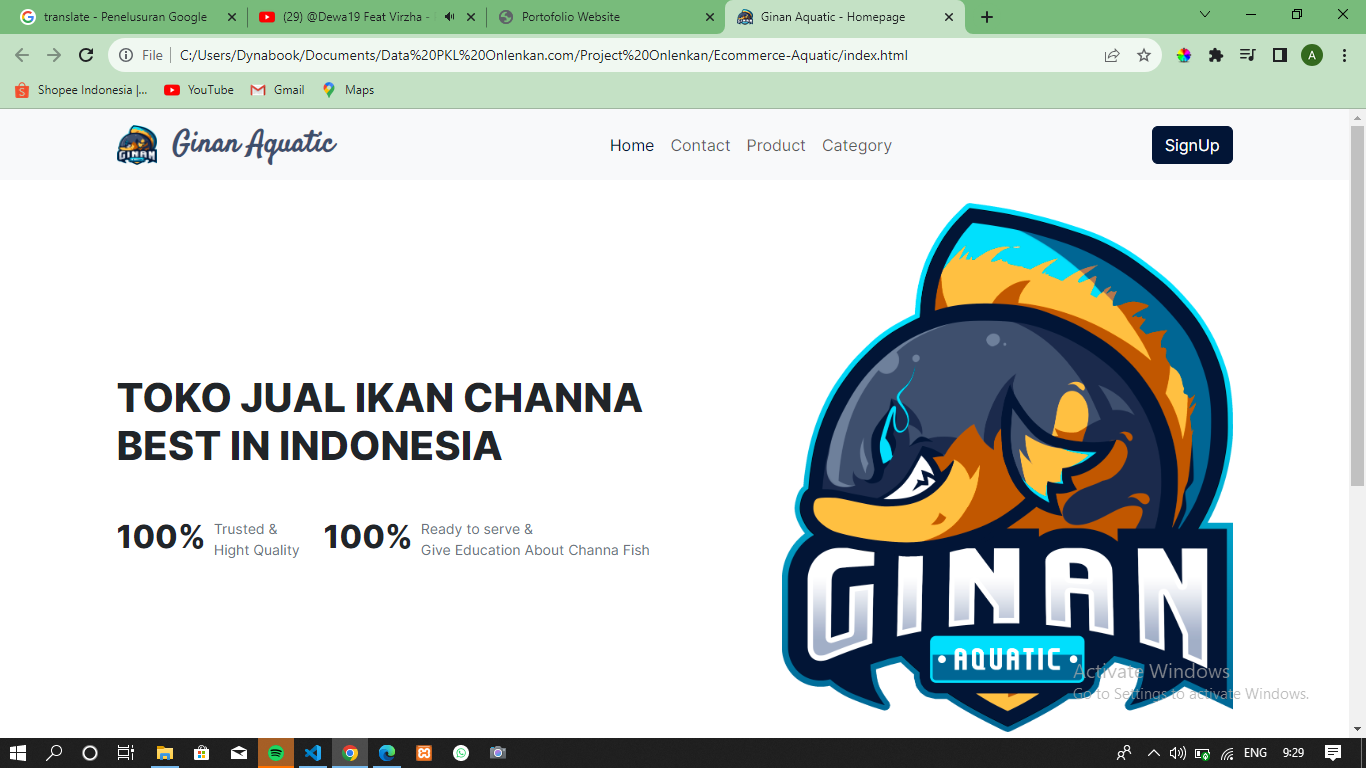 translate - Penelusuran Google
(29) @Dewa19 Feat Virzha -
Portofolio Website
Ginan Aquatic - Homepage
File
C:/Users/Dynabook/Documents/Data%20PKL%20Onlenkan.com/Project%20Onlenkan/Ecommerce-Aquatic/index.html
A
Shopee Indonesia |...
YouTube
Gmail
Maps
GINAN
Ginan Aquatic
Home
Contact
Product
Category
SignUp
TOKO JUAL IKAN CHANNA
BEST IN INDONESIA
100%
Trusted &
Hight Quality
100%
Ready to serve &
Give Education About Channa Fish
GINAN
AQUATIC
Activate Windows
Go to Settings to activate Windows.
ENG
9:29